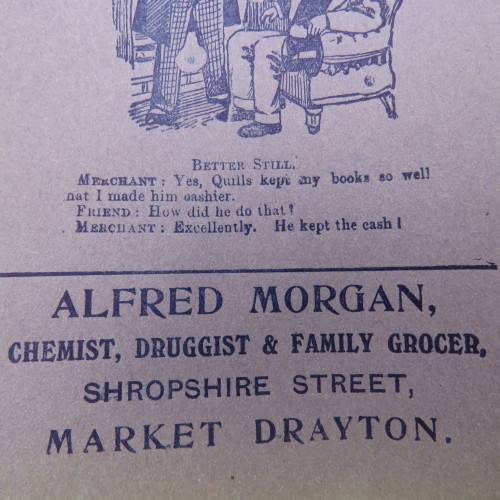 BETTER STILL.
MERCHANT: Yes, Quills kept my books so well
hat I made him cashier.
FRIEND: How did he do that?
MERCHANT: Excellently. He kept the cash!
ALFRED MORGAN,
CHEMIST, DRUGGIST & FAMILY GROCER,
SHROPSHIRE STREET,
MARKET DRAYTON.